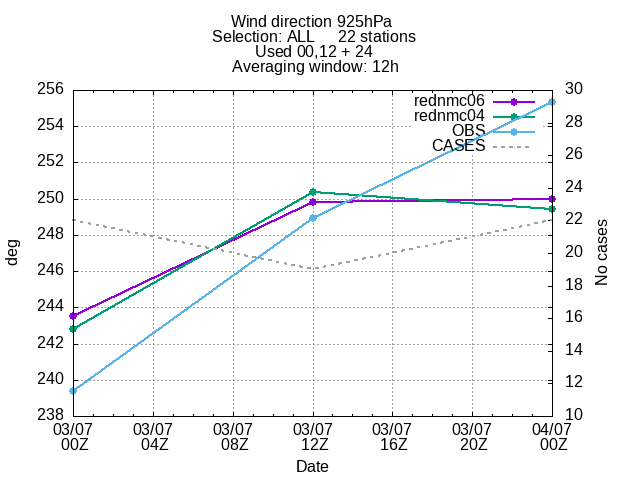 Wind direction 925hPa
Selection: ALL 22 stations
Used 00,12 + 24
Averaging window: 12h
256
254
252
250
248
246
244
242
240
238
deg
30
28
26
24
22
20
18
16
14
12
10
No cases
rednmc06
rednmc04
OBS
CASES
03/07 03/07 03/07 03/07 03/07 03/07 04/07
00Z 04Z 08Z 12Z 16Z 20Z 00Z
Date